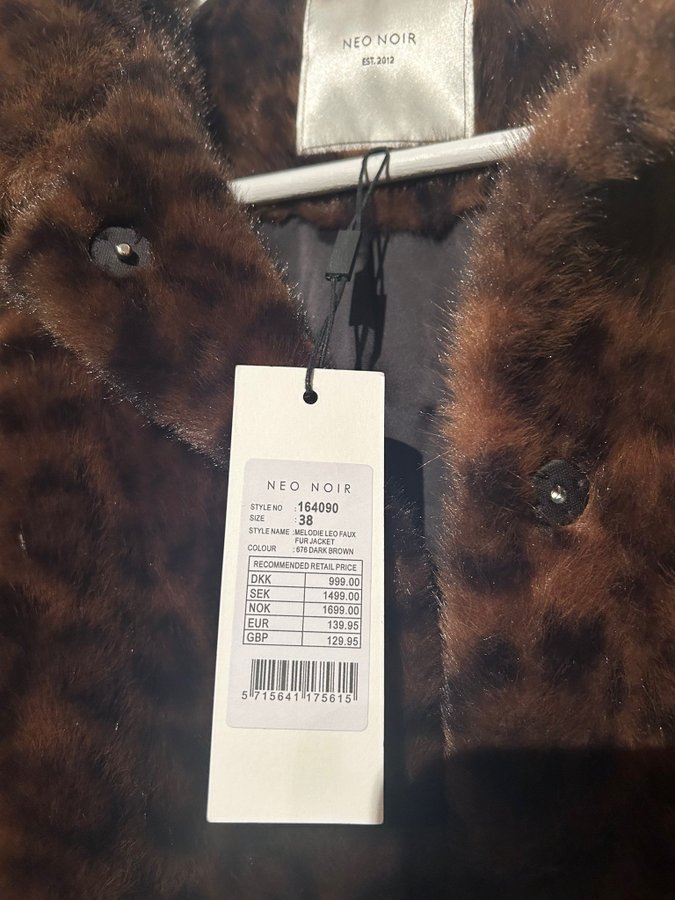 NEO NOIR
EST. 2012
NEO NOIR
STYLE NO : 164090
SIZE : 38
STYLE NAME : MELODIE LEO FAUX
FUR JACKET
COLOUR : 676 DARK BROWN
RECOMMENDED RETAIL PRICE
DKK 999.00
SEK 1499.00
NOK 1699.00
EUR 139.95
GBP 129.95
5 715641 175615